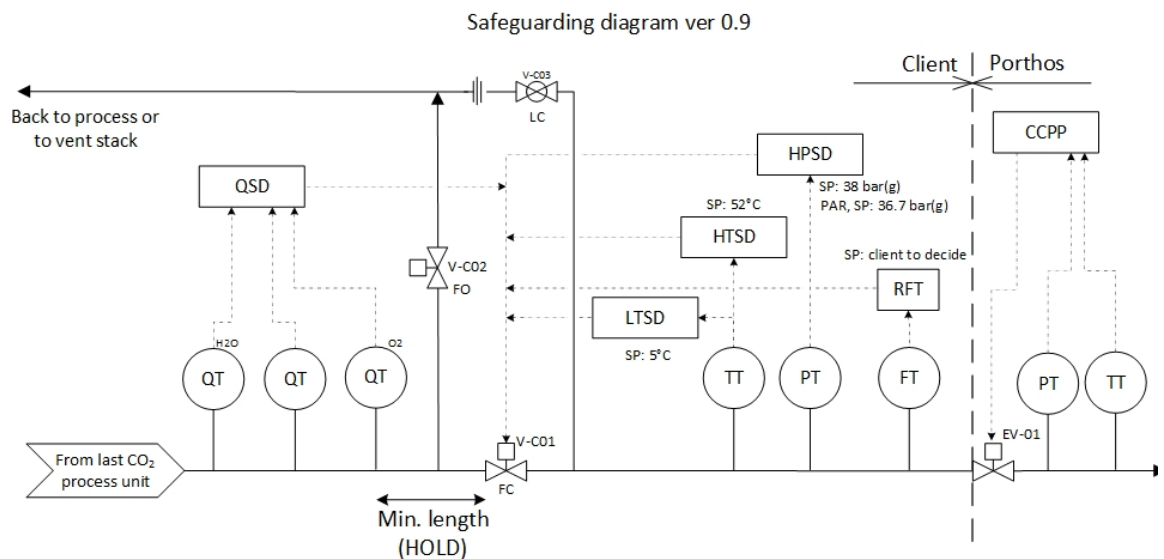 Safeguarding diagram ver 0.9
Client
Porthos
V-C03
LC
Back to process or
to vent stack
CCPP
HPSD
SP: 38 bar(g)
PAR, SP: 36.7 bar(g)
QSD
SP: 52°C
HTSD
SP: client to decide
V-C02
FO
RFT
LTSD
SP: 5°C
H2O
O2
QT
QT
QT
TT
PT
FT
PT
TT
V-C01
EV-01
From last CO₂
process unit
FC
Min. length
(HOLD)